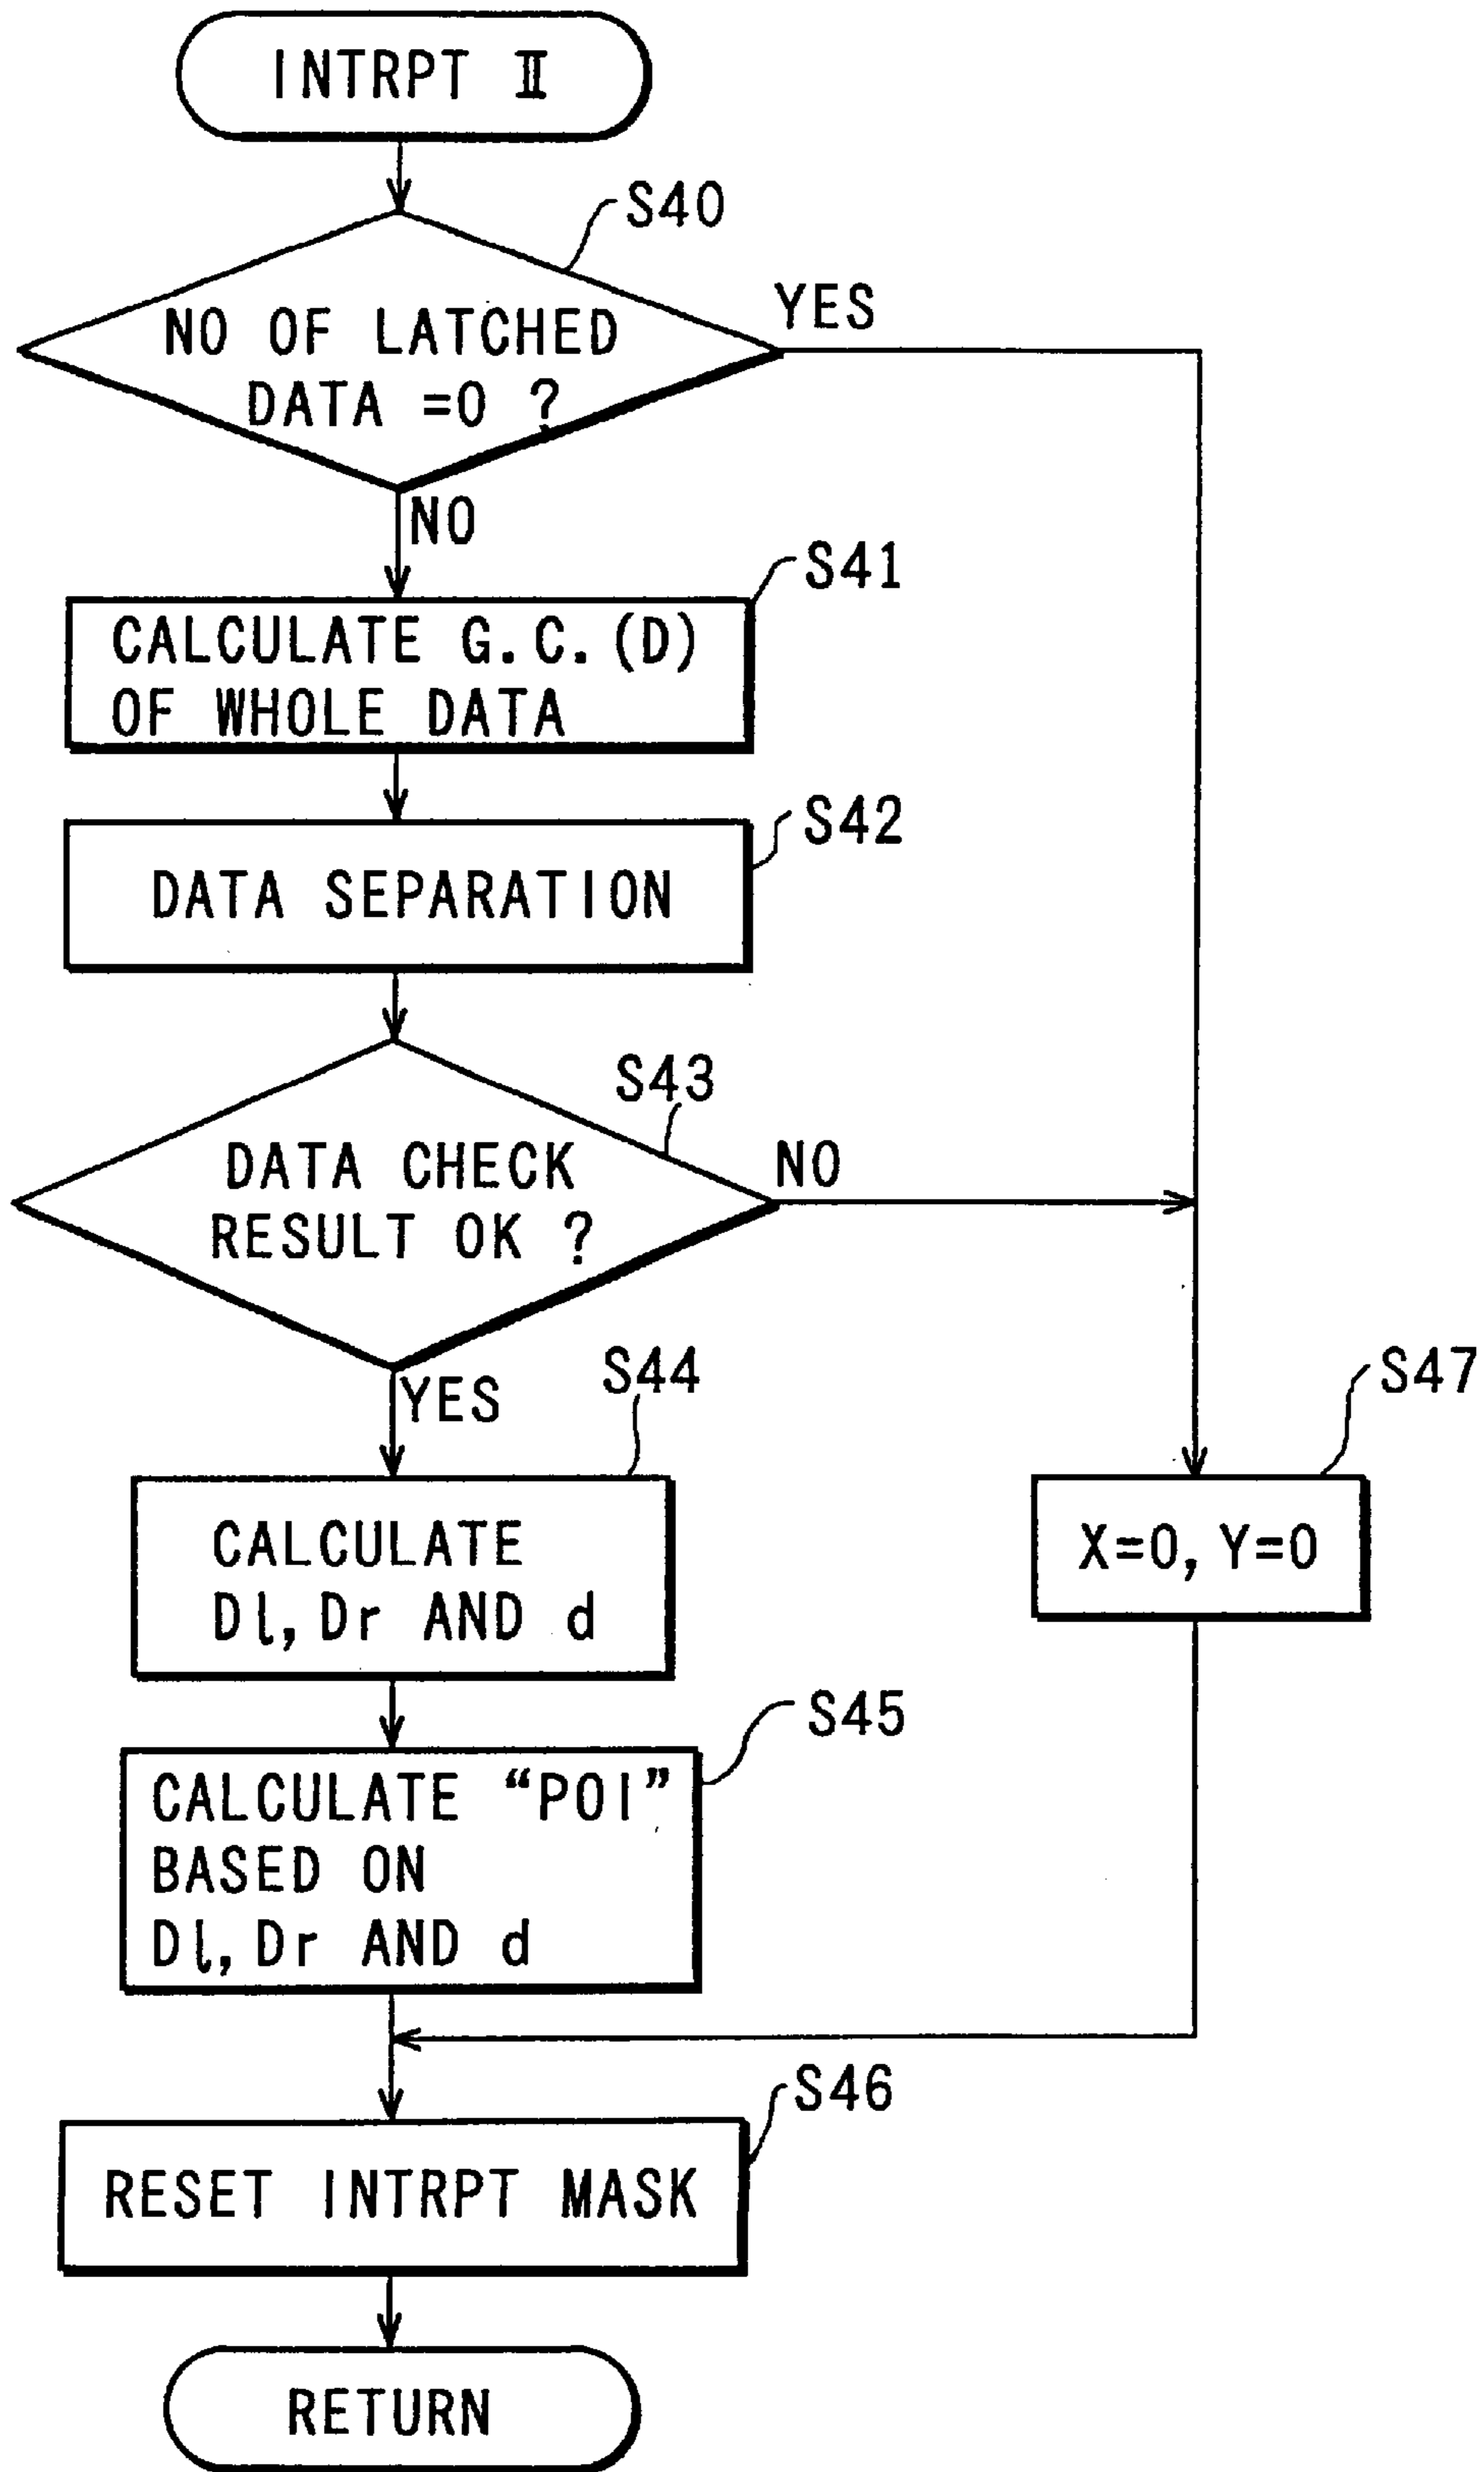 INTRPT II
S40
NO OF LATCHED
DATA =0 ?
YES
NO
S41
CALCULATE G.C.(D)
OF WHOLE DATA
S42
DATA SEPARATION
S43
DATA CHECK
RESULT OK ?
NO
YES
S44
CALCULATE
Dl, Dr AND d
S47
X=0, Y=0
S45
CALCULATE “POI”
BASED ON
Dl, Dr AND d
S46
RESET INTRPT MASK
RETURN